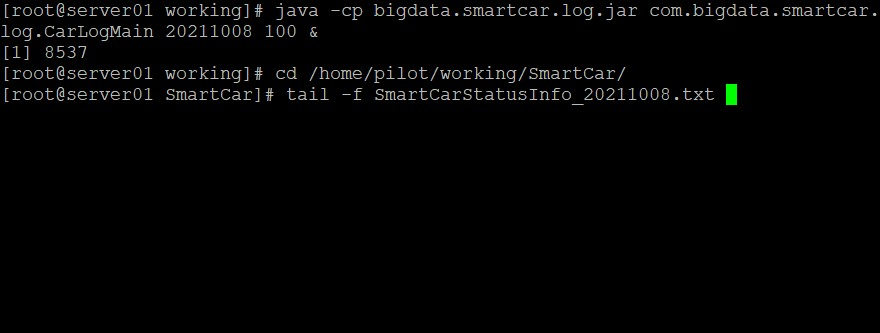 [root@server01 working]# java -cp bigdata.smartcar.log.jar com.bigdata.smartcar.
log.CarLogMain 20211008 100 &
[1] 8537
[root@server01 working]# cd /home/pilot/working/SmartCar/
[root@server01 SmartCar]# tail -f SmartCarStatusInfo_20211008.txt